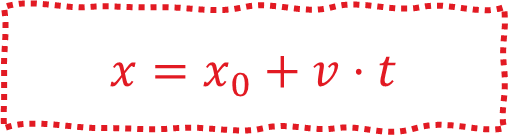 x = x₀ + v · t